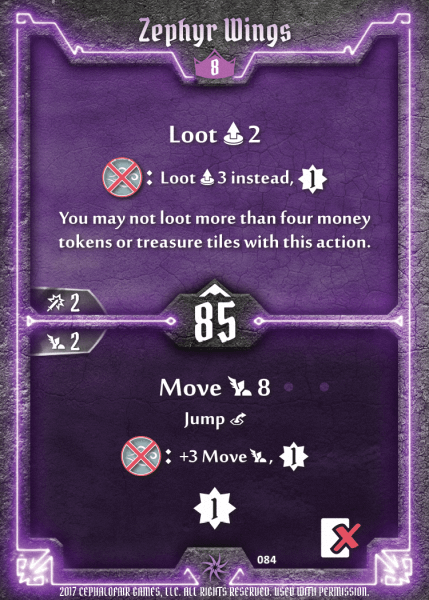 Zephyr Wings
8
Loot 2
: Loot 3 instead, 1
You may not loot more than four money
tokens or treasure tiles with this action.
2
85
2
Move 8
Jump
: +3 Move , 1
1
084
2017 CEPHALOFAIR GAMES, LLC. ALL RIGHTS RESERVED. USED WITH PERMISSION.